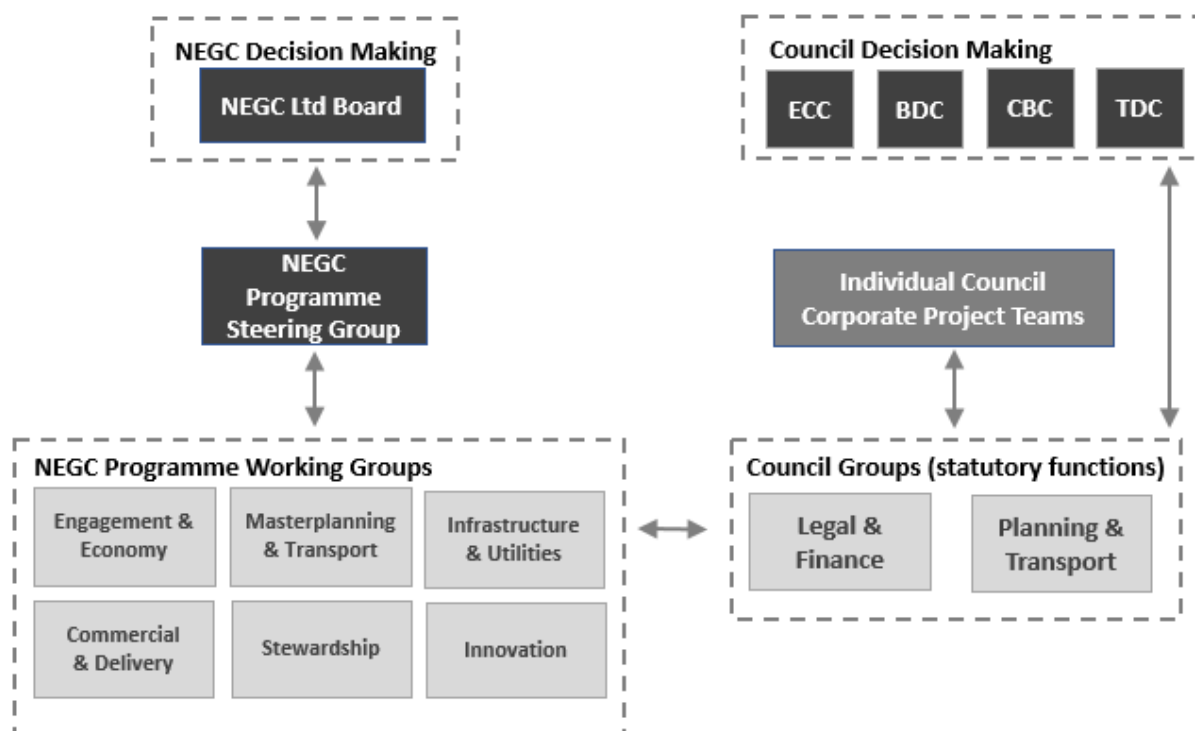 NEGC Decision Making
NEGC Ltd Board
Council Decision Making
ECC
BDC
CBC
TDC
NEGC
Programme
Steering Group
Individual Council
Corporate Project Teams
NEGC Programme Working Groups
Engagement &
Economy
Masterplanning
& Transport
Infrastructure
& Utilities
Commercial
& Delivery
Stewardship
Innovation
Council Groups (statutory functions)
Legal &
Finance
Planning &
Transport